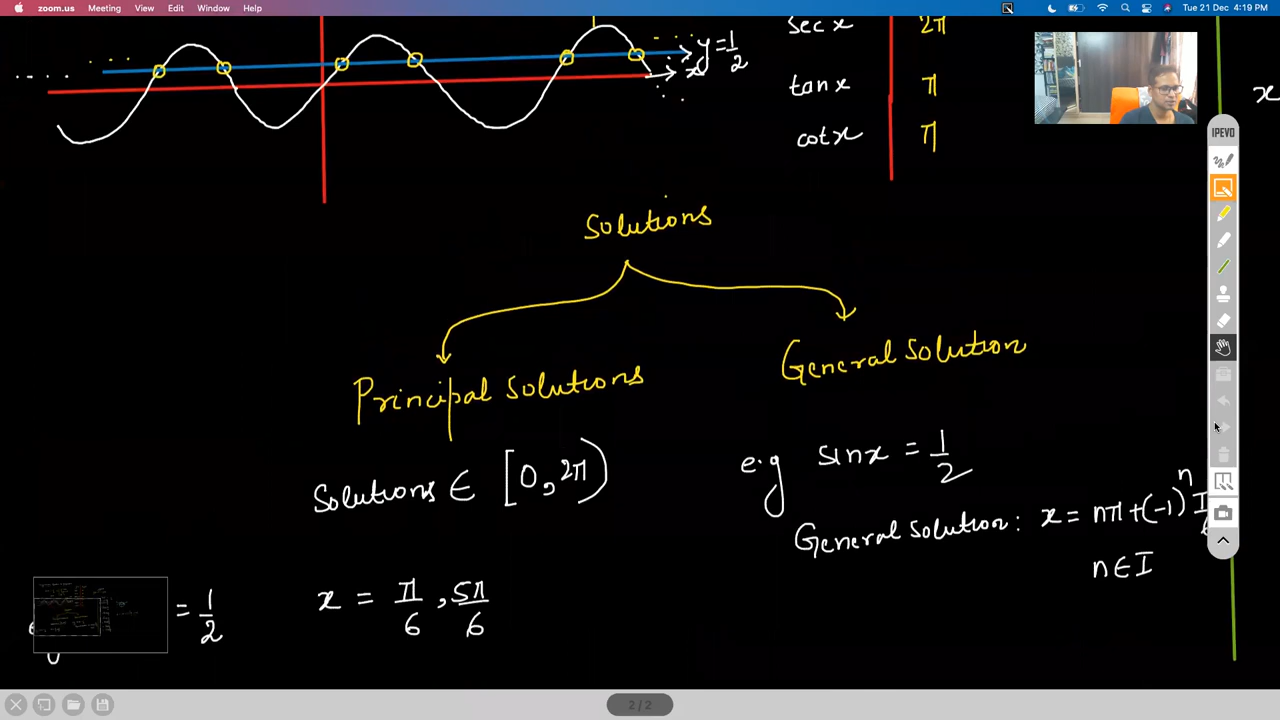 zoom.us Meeting View Edit Window Help Tue 21 Dec 4:19 PM
sec x 2π
y = 1/2
x
tan x π
cot x π
x
IPEVO
Solutions
Principal Solutions
General Solution
Solutions ∈ [0, 2π)
e.g sinx = 1/2
General Solution : x = nπ + (-1)^n π/6
n ∈ I
= 1/2
x = π/6 , 5π/6
2 / 2